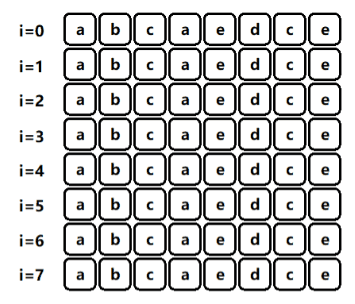 i=0 a b c a e d c e
i=1 a b c a e d c e
i=2 a b c a e d c e
i=3 a b c a e d c e
i=4 a b c a e d c e
i=5 a b c a e d c e
i=6 a b c a e d c e
i=7 a b c a e d c e